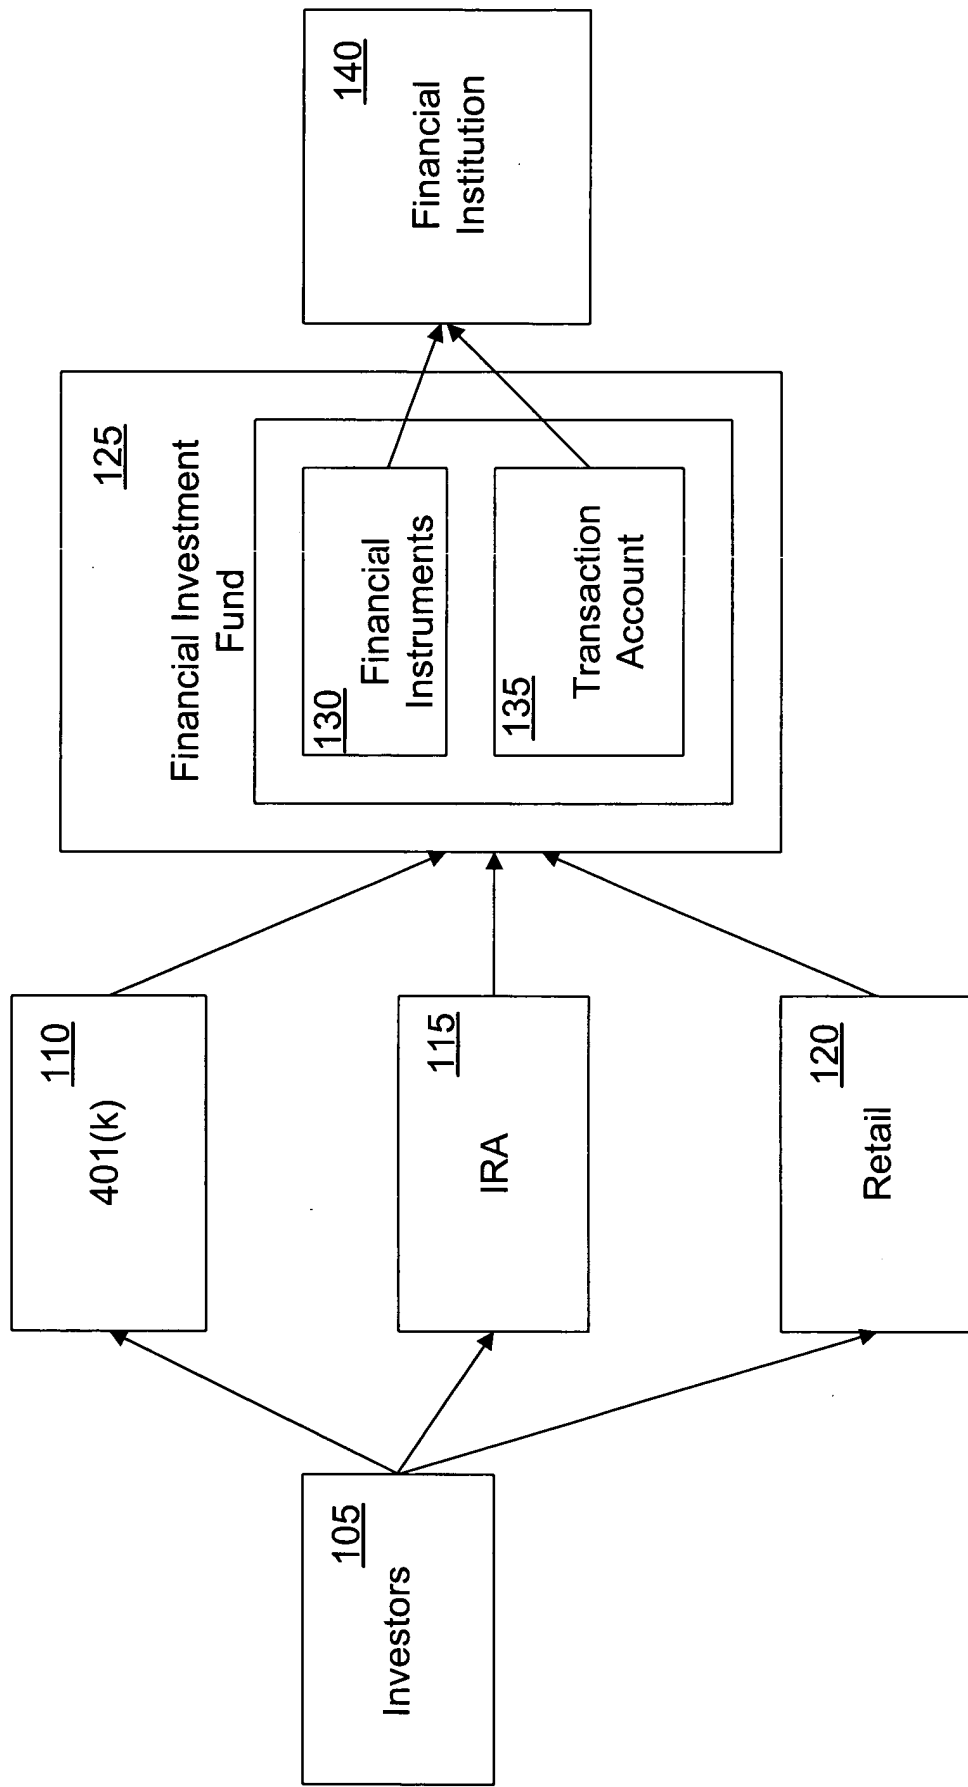 105
Investors
110
401(k)
115
IRA
120
Retail
125
Financial Investment
Fund
130
Financial
Instruments
135
Transaction
Account
140
Financial
Institution